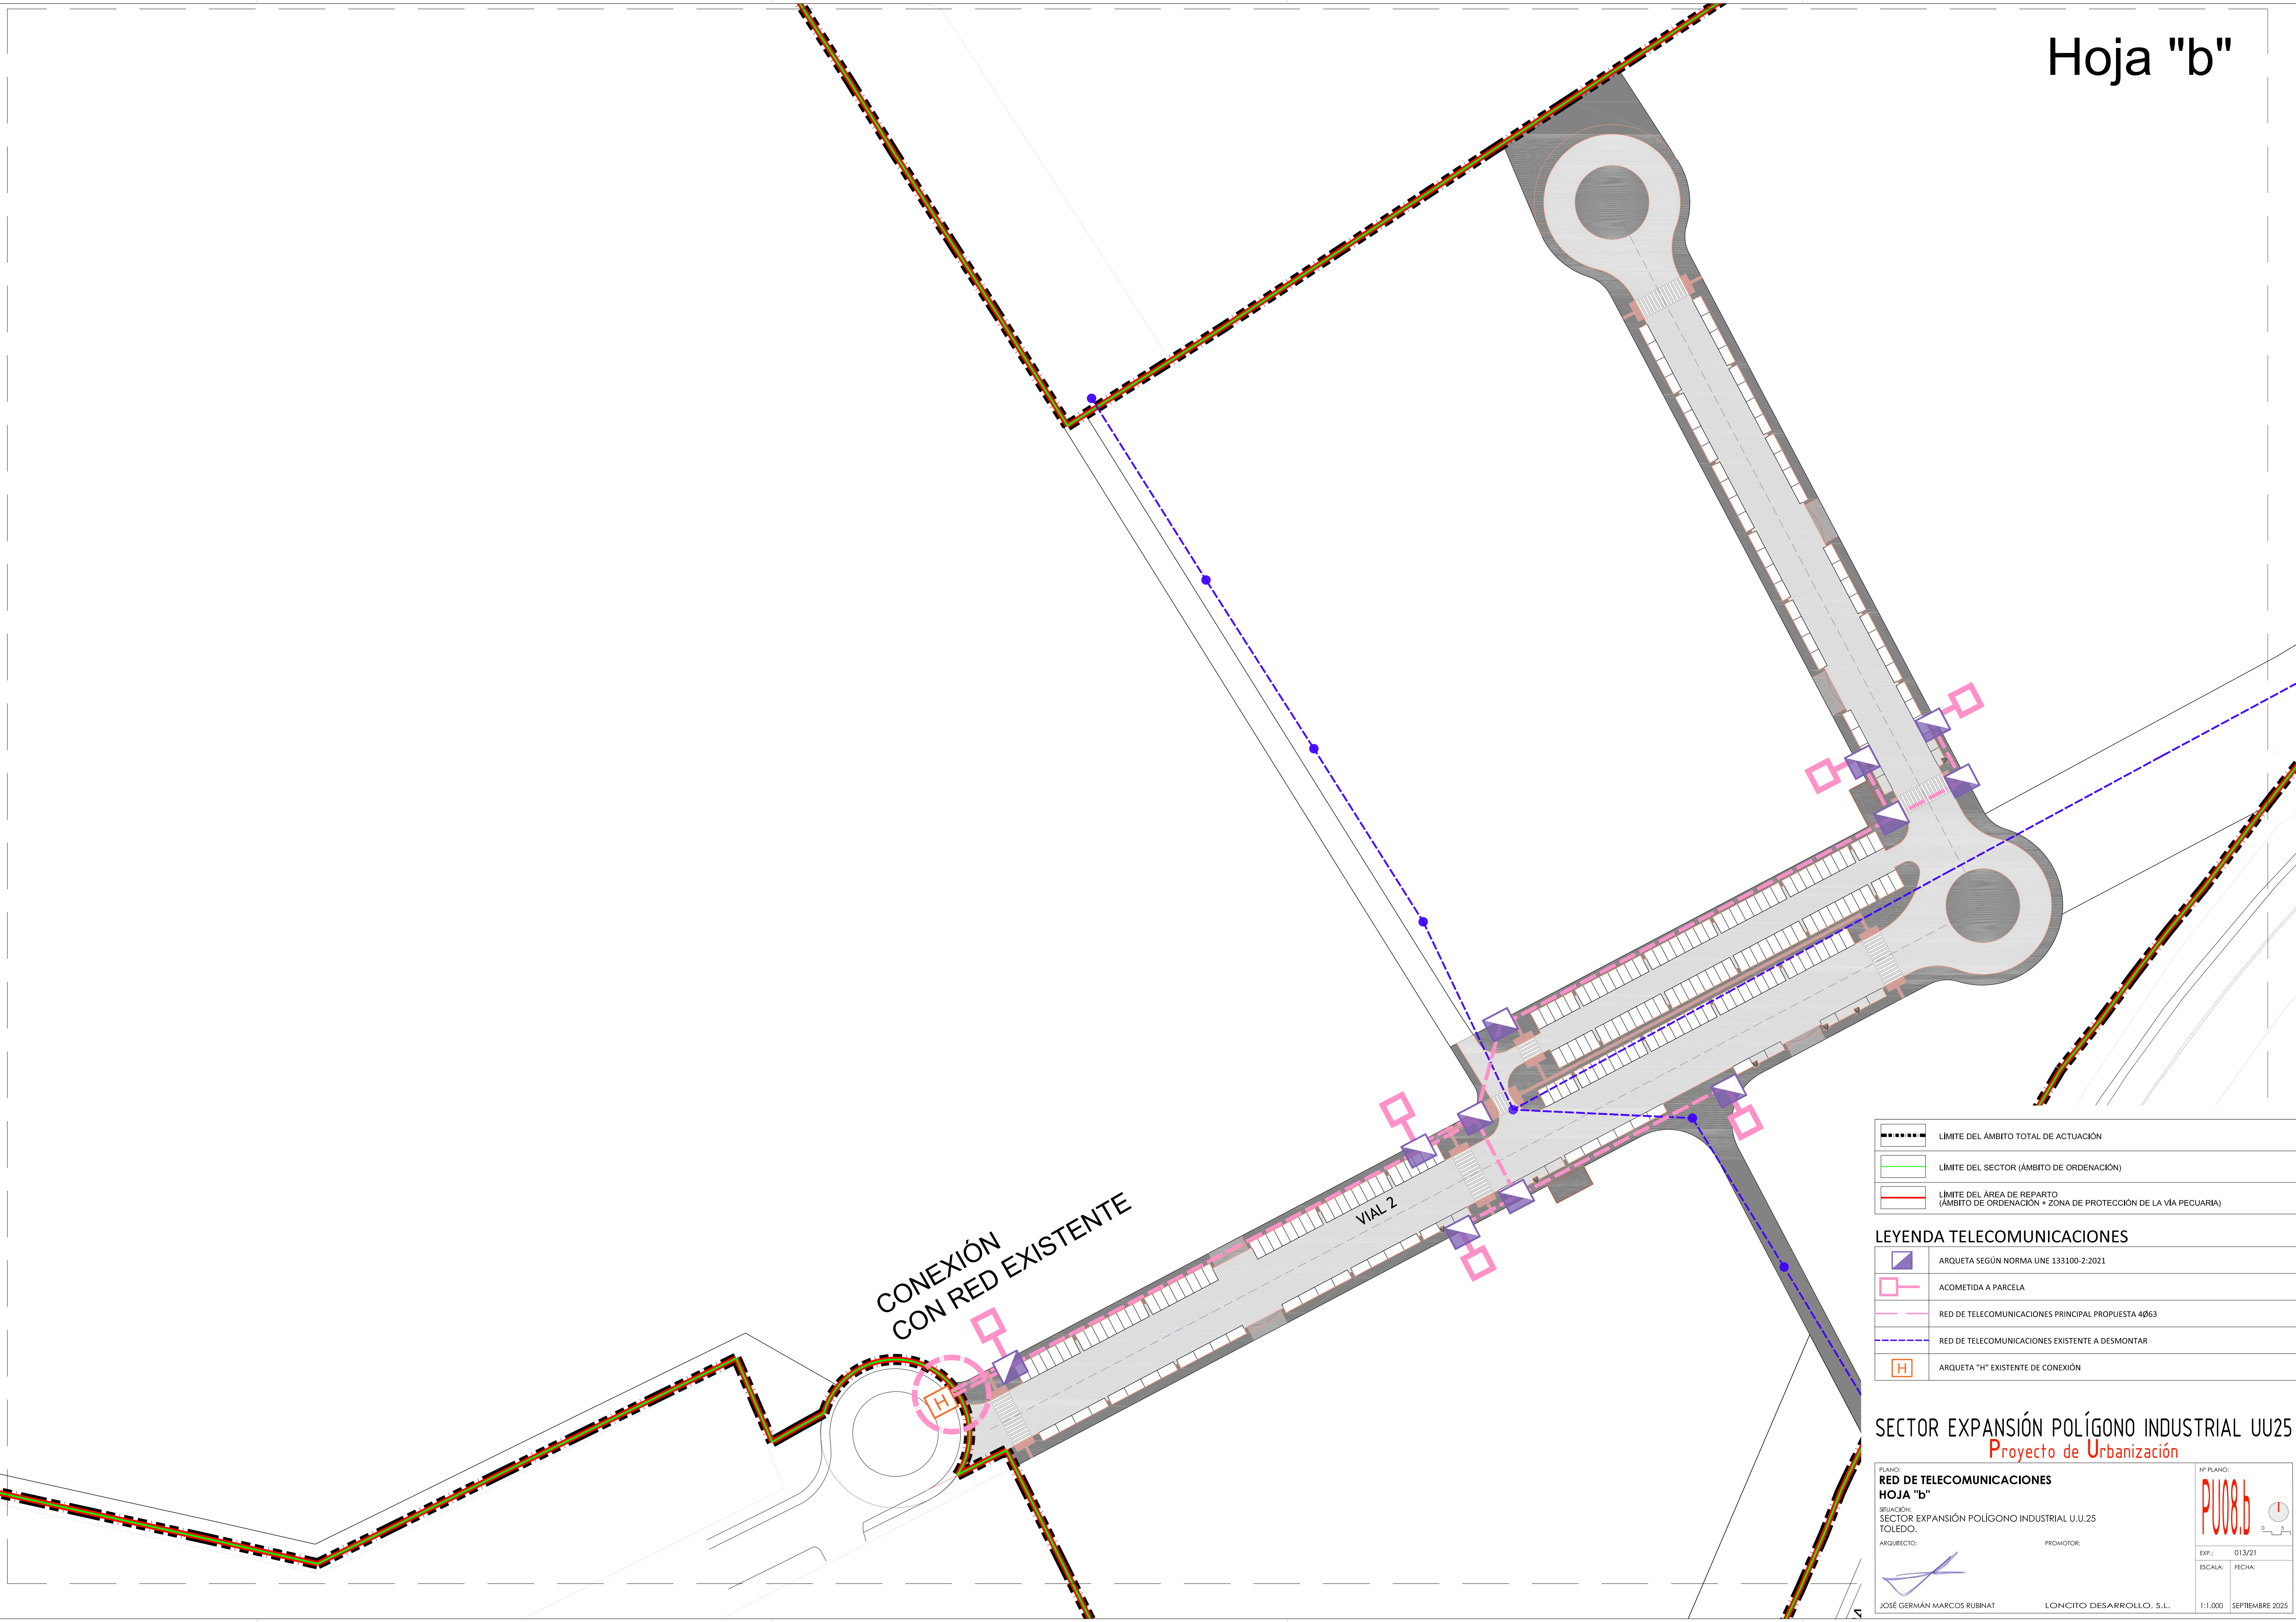 Hoja "b"
CONEXIÓN
CON RED EXISTENTE
VIAL 2
H
LÍMITE DEL ÁMBITO TOTAL DE ACTUACIÓN
LÍMITE DEL SECTOR (ÁMBITO DE ORDENACIÓN)
LÍMITE DEL ÁREA DE REPARTO
(ÁMBITO DE ORDENACIÓN + ZONA DE PROTECCIÓN DE LA VÍA PECUARIA)
LEYENDA TELECOMUNICACIONES
ARQUETA SEGÚN NORMA UNE 133100-2:2021
ACOMETIDA A PARCELA
RED DE TELECOMUNICACIONES PRINCIPAL PROPUESTA 4Ø63
RED DE TELECOMUNICACIONES EXISTENTE A DESMONTAR
H ARQUETA "H" EXISTENTE DE CONEXIÓN
SECTOR EXPANSIÓN POLÍGONO INDUSTRIAL UU25
Proyecto de Urbanización
PLANO:
RED DE TELECOMUNICACIONES
HOJA "b"
SITUACIÓN:
SECTOR EXPANSIÓN POLÍGONO INDUSTRIAL U.U.25
TOLEDO.
ARQUITECTO:
PROMOTOR:
JOSÉ GERMÁN MARCOS RUBINAT
LONCITO DESARROLLO, S.L.
Nº PLANO:
PU08.b
0 5
EXP.: 013/21
ESCALA: FECHA:
1:1.000 SEPTIEMBRE 2025